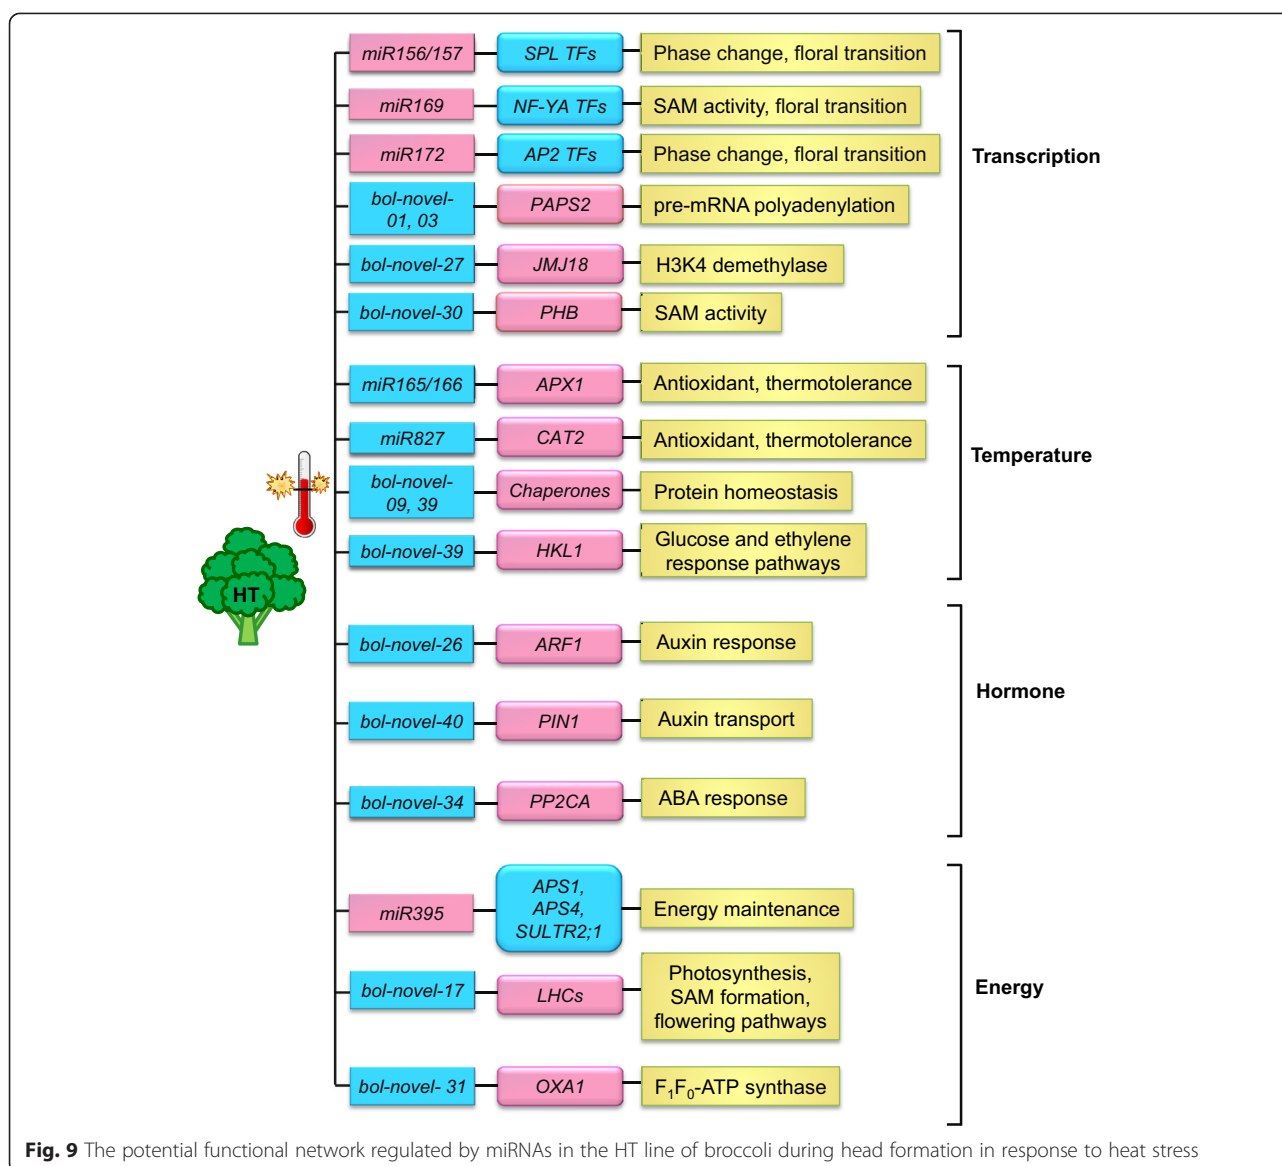 miR156/157 SPL TFs Phase change, floral transition
miR169 NF-YA TFs SAM activity, floral transition
miR172 AP2 TFs Phase change, floral transition
Transcription
bol-novel-
01, 03
PAPS2 pre-mRNA polyadenylation
bol-novel-27 JMJ18 H3K4 demethylase
bol-novel-30 PHB SAM activity
miR165/166 APX1 Antioxidant, thermotolerance
miR827 CAT2 Antioxidant, thermotolerance
Temperature
bol-novel-
09, 39
Chaperones Protein homeostasis
bol-novel-39 HKL1 Glucose and ethylene
response pathways
HT
bol-novel-26 ARF1 Auxin response
Hormone
bol-novel-40 PIN1 Auxin transport
bol-novel-34 PP2CA ABA response
miR395
APS1,
APS4,
SULTR2;1
Energy maintenance
bol-novel-17 LHCs
Photosynthesis,
SAM formation,
flowering pathways
Energy
bol-novel- 31 OXA1 F1F0-ATP synthase
Fig. 9 The potential functional network regulated by miRNAs in the HT line of broccoli during head formation in response to heat stress